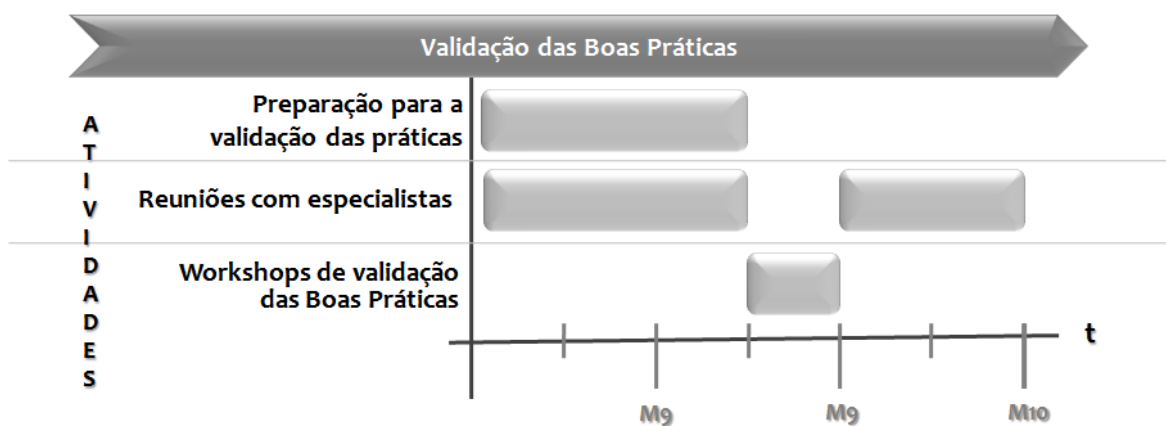 Validação das Boas Práticas
Preparação para a
validação das práticas
Reuniões com especialistas
Workshops de validação
das Boas Práticas
ATIVIDADES
t
M9
M9
M10